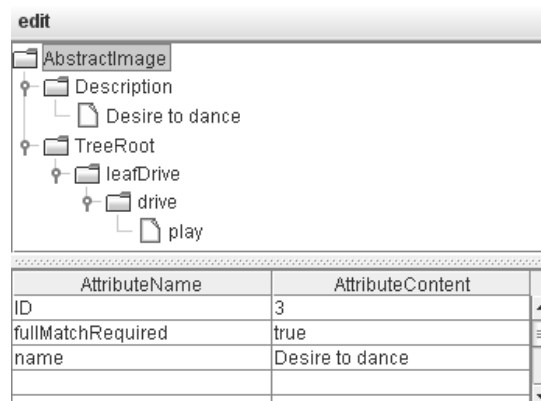 edit
AbstractImage
Description
Desire to dance
TreeRoot
leafDrive
drive
play
AttributeName AttributeContent
ID 3
fullMatchRequired true
name Desire to dance